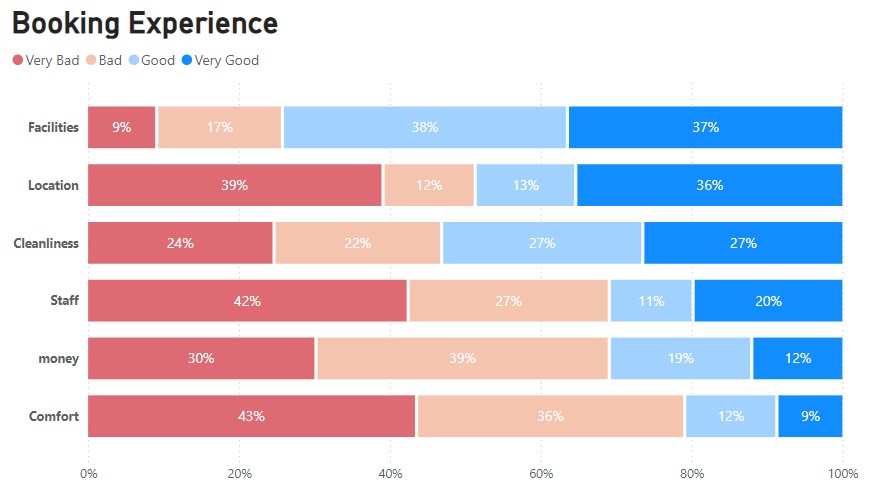 Booking Experience
Very Bad Bad Good Very Good
Facilities 9% 17% 38% 37%
Location 39% 12% 13% 36%
Cleanliness 24% 22% 27% 27%
Staff 42% 27% 11% 20%
money 30% 39% 19% 12%
Comfort 43% 36% 12% 9%
0% 20% 40% 60% 80% 100%